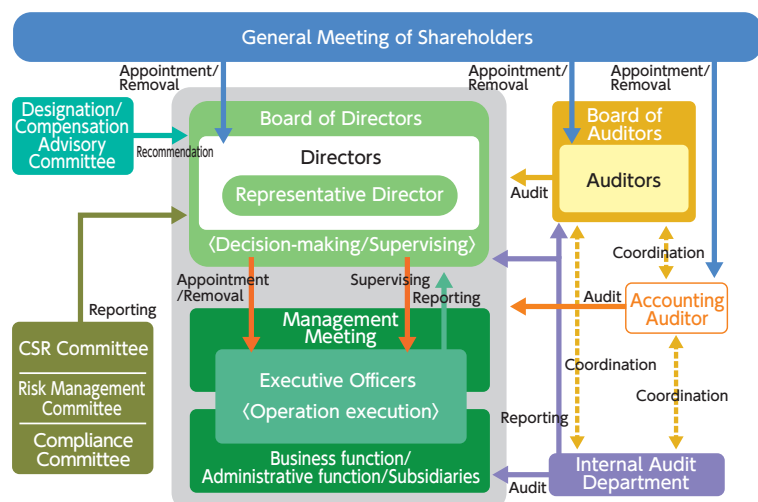 General Meeting of Shareholders
Appointment/
Removal
Appointment/
Removal
Appointment/
Removal
Designation/
Compensation
Advisory
Committee
Recommendation
Board of Directors
Directors
Representative Director
〈Decision-making/Supervising〉
Board of
Auditors
Auditors
Audit
Coordination
Appointment
/Removal
Supervising
Reporting
Reporting
Audit
Accounting
Auditor
CSR Committee
Risk Management
Committee
Compliance
Committee
Management
Meeting
Executive Officers
〈Operation execution〉
Coordination
Coordination
Reporting
Business function/
Administrative function/Subsidiaries
Audit
Internal Audit
Department